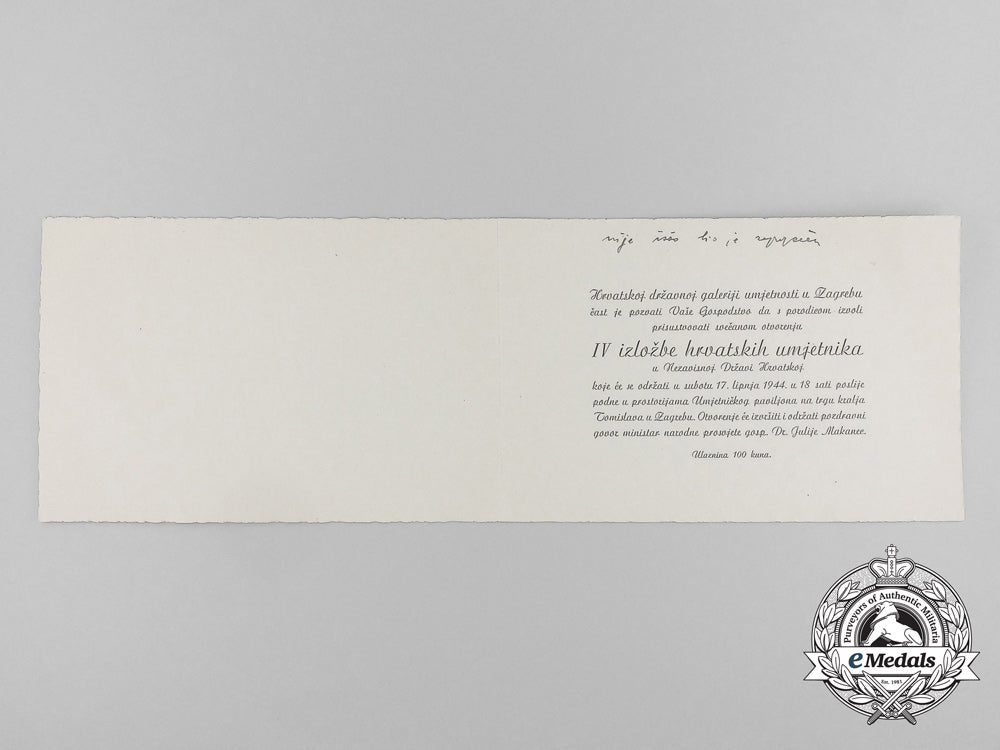 nije išao bio je
Hrvatskoj državnoj galeriji umjetnosti u Zagrebu
čast je pozvati Vaše Gospodstvo da s porodicom izvoli
prisustvovati svečanom otvorenju
IV izložbe hrvatskih umjetnika
u Nezavisnoj Državi Hrvatskoj
koje će se održati u subotu 17. lipnja 1944. u 18 sati poslije
podne u prostorijama Umjetničkog paviljona na trgu kralja
Tomislava u Zagrebu. Otvorenje će izvršiti i održati pozdravni
govor ministar narodne prosvjete gosp. Dr. Julije Makanec.
Ulaznina 100 kuna.
Purveyors of Authentic Militaria
eMedals
Est. 1981